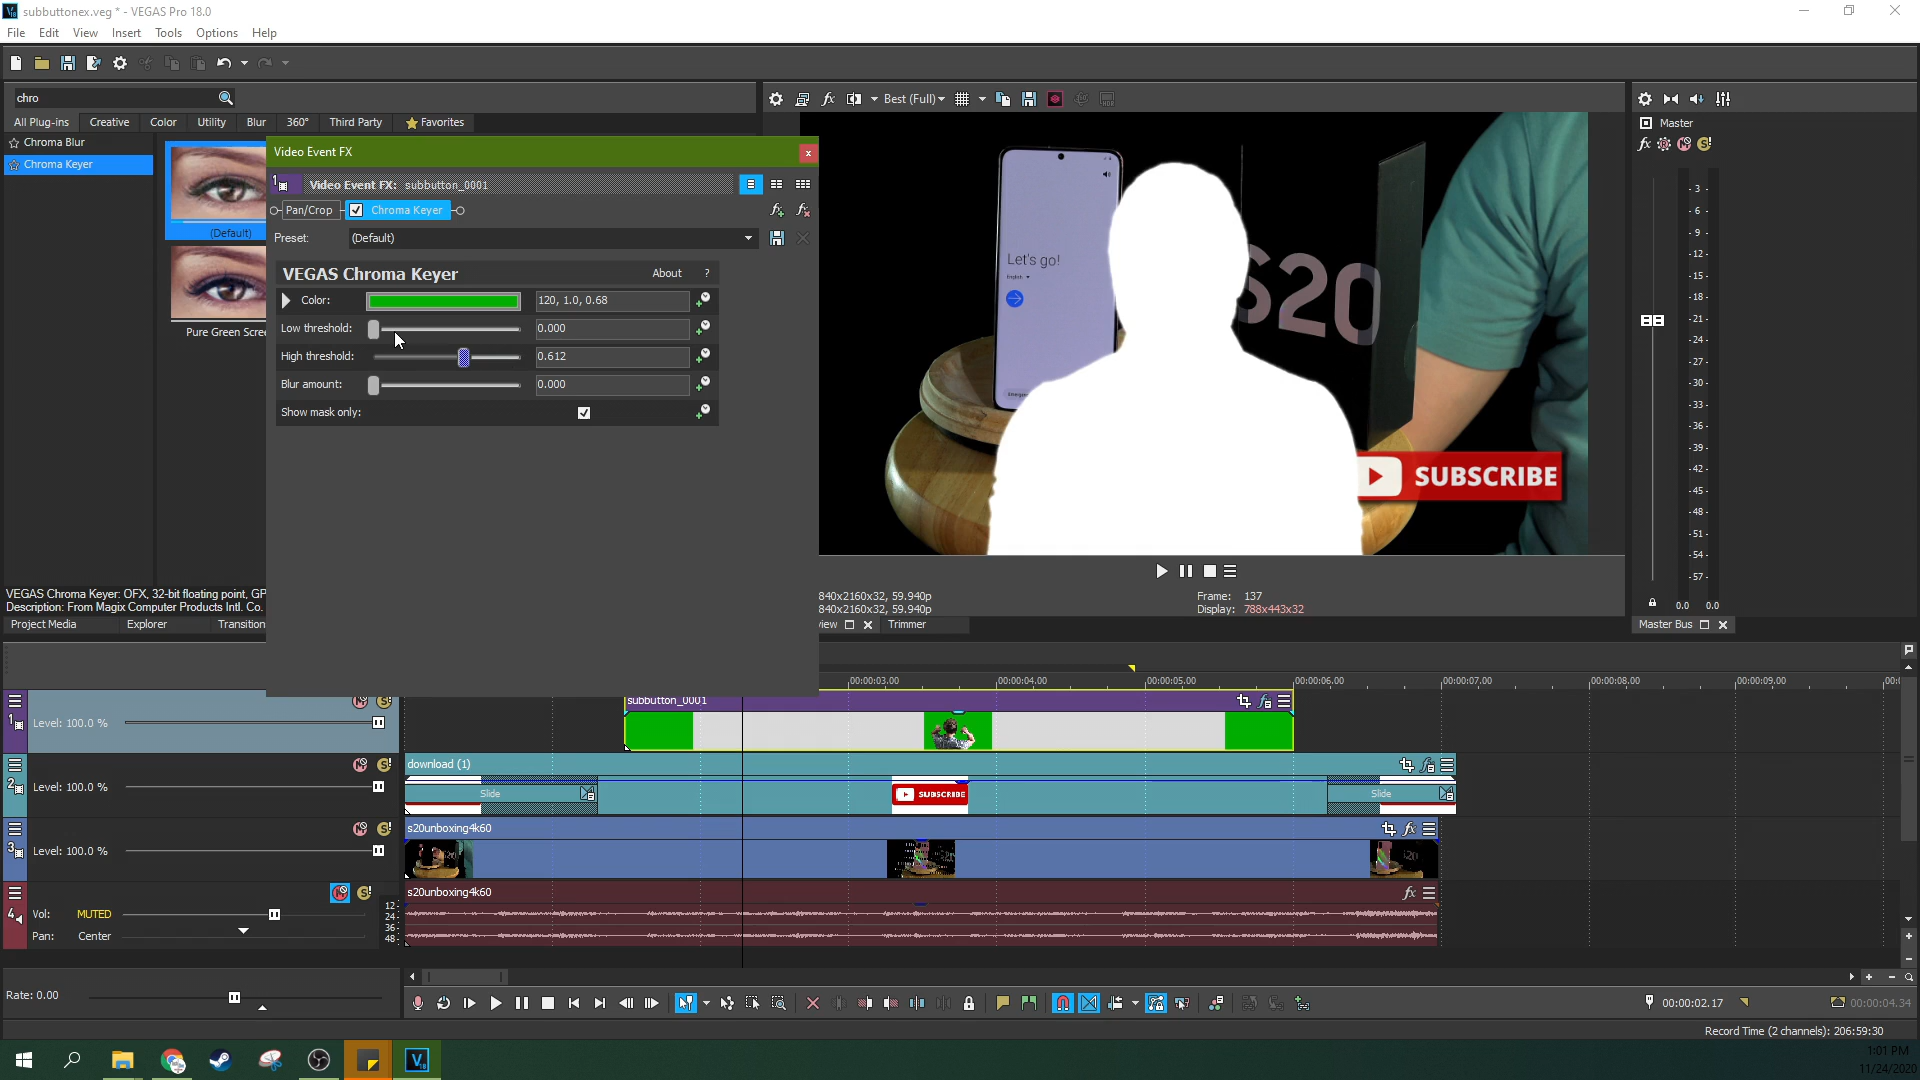 subbuttonex.veg * - VEGAS Pro 18.0
File Edit View Insert Tools Options Help
chro
Best (Full)
All Plug-ins Creative Color Utility Blur 360° Third Party Favorites
Chroma Blur
Chroma Keyer
(Default)
Pure Green Scree
VEGAS Chroma Keyer: OFX, 32-bit floating point, GP
Description: From Magix Computer Products Intl. Co.
Project Media Explorer Transition
Video Event FX
Video Event FX: subbutton_0001
Pan/Crop Chroma Keyer
Preset: (Default)
VEGAS Chroma Keyer About ?
Color: 120, 1.0, 0.68
Low threshold: 0.000
High threshold: 0.612
Blur amount: 0.000
Show mask only:
Let's go!
English
S20
SUBSCRIBE
840x2160x32, 59.940p
840x2160x32, 59.940p
Frame: 137
Display: 788x443x32
view Trimmer
Master
-3-
-6-
-9-
-12-
-15-
-18-
-21-
-24-
-27-
-30-
-33-
-36-
-39-
-42-
-45-
-48-
-51-
-54-
-57-
0.0 0.0
Master Bus
00:00:03.00 00:00:04.00 00:00:05.00 00:00:06.00 00:00:07.00 00:00:08.00 00:00:09.00 00:0
1 Level: 100.0 %
subbutton_0001
2 Level: 100.0 %
download (1)
Slide SUBSCRIBE Slide
3 Level: 100.0 %
s20unboxing4k60
4 Vol: MUTED
Pan: Center
12-
24-
36-
48-
s20unboxing4k60
Rate: 0.00
00:00:02.17 00:00:04.34
Record Time (2 channels): 206:59:30
1:01 PM
11/24/2020